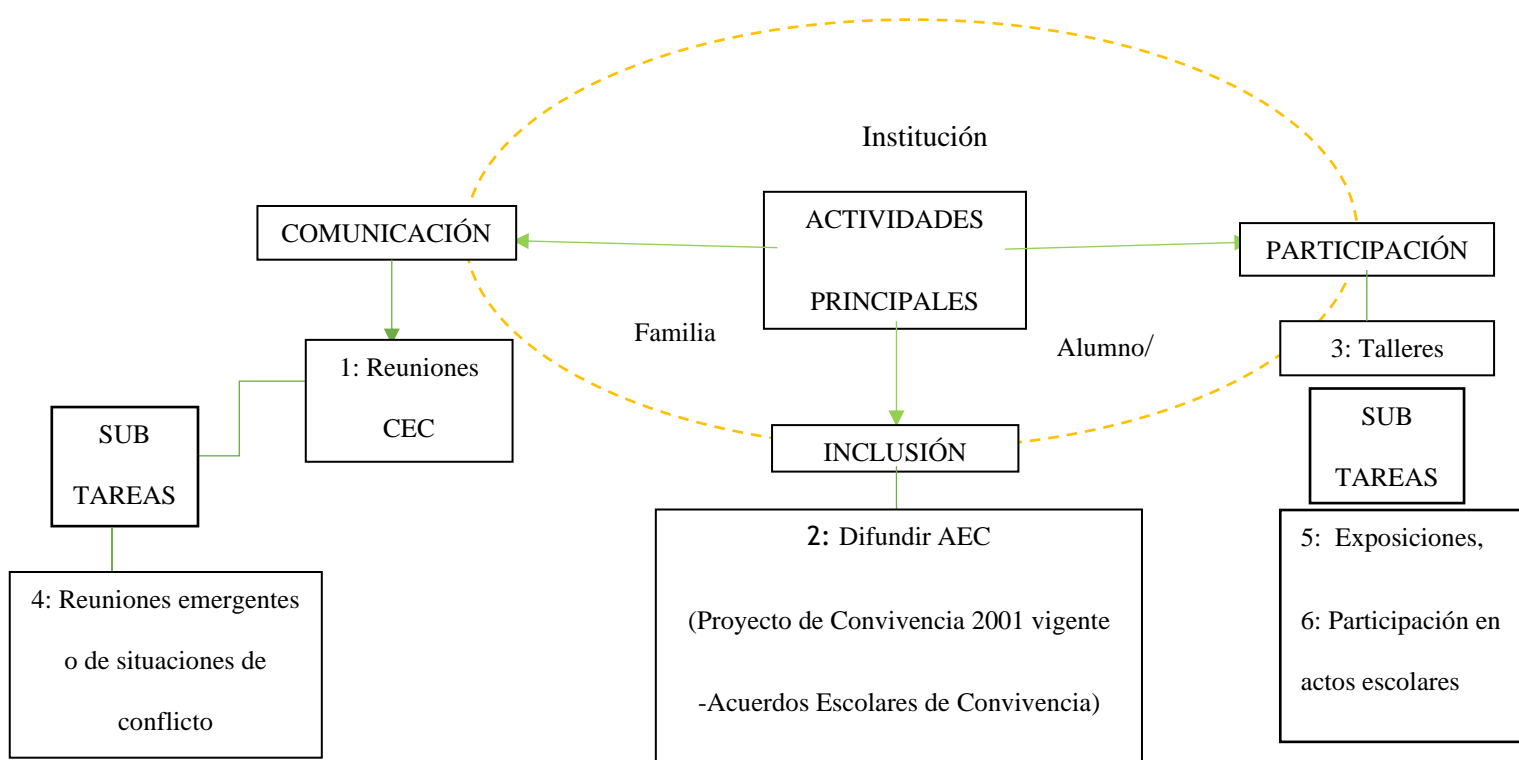 Institución
ACTIVIDADES
PRINCIPALES
COMUNICACIÓN
PARTICIPACIÓN
Familia
Alumno/
1: Reuniones
CEC
3: Talleres
SUB
TAREAS
INCLUSIÓN
SUB
TAREAS
4: Reuniones emergentes
o de situaciones de
conflicto
2: Difundir AEC
(Proyecto de Convivencia 2001 vigente
-Acuerdos Escolares de Convivencia)
5: Exposiciones,
6: Participación en
actos escolares